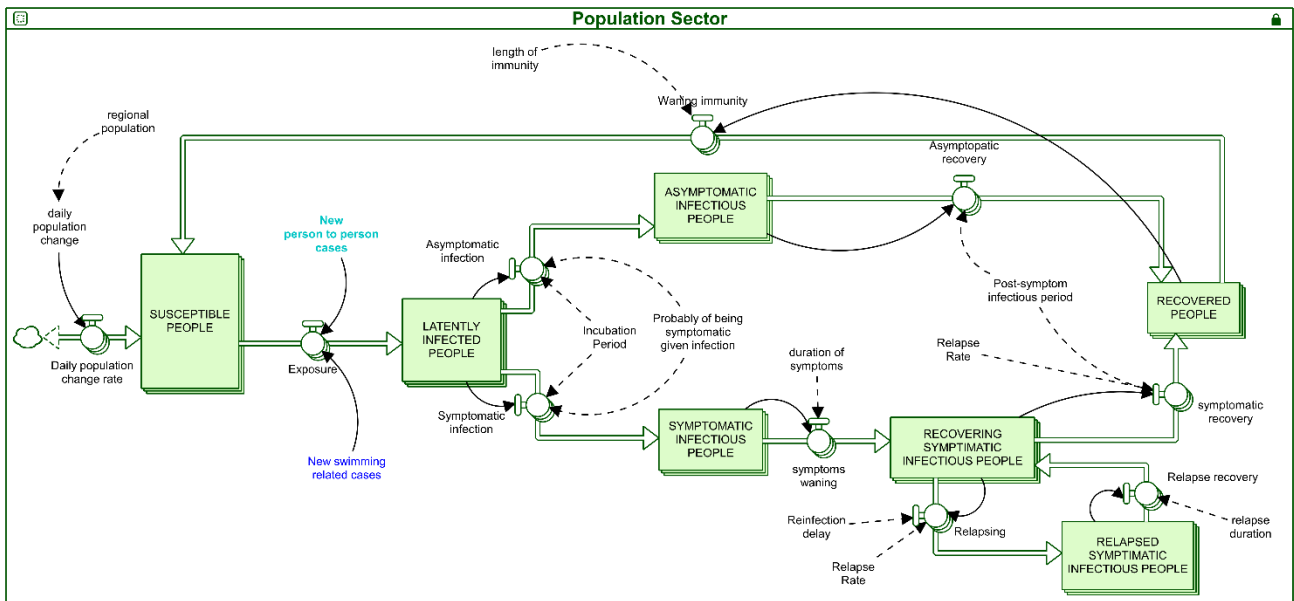 Population Sector
length of
immunity
Waning immunity
regional
population
Asymptopatic
recovery
ASYMPTOMATIC
INFECTIOUS
PEOPLE
daily
population
change
New
person to person
cases
Asymptomatic
infection
SUSCEPTIBLE
PEOPLE
Post-symptom
infectious period
RECOVERED
PEOPLE
LATENTLY
INFECTED
PEOPLE
Incubation
Period
Probably of being
symptomatic
given infection
Daily population
change rate
Exposure
duration of
symptoms
Relapse
Rate
Symptomatic
infection
symptomatic
recovery
SYMPTOMATIC
INFECTIOUS
PEOPLE
RECOVERING
SYMPTIMATIC
INFECTIOUS PEOPLE
New swimming
related cases
symptoms
waning
Relapse recovery
Reinfection
delay
Relapsing
relapse
duration
RELAPSED
SYMPTIMATIC
INFECTIOUS PEOPLE
Relapse
Rate